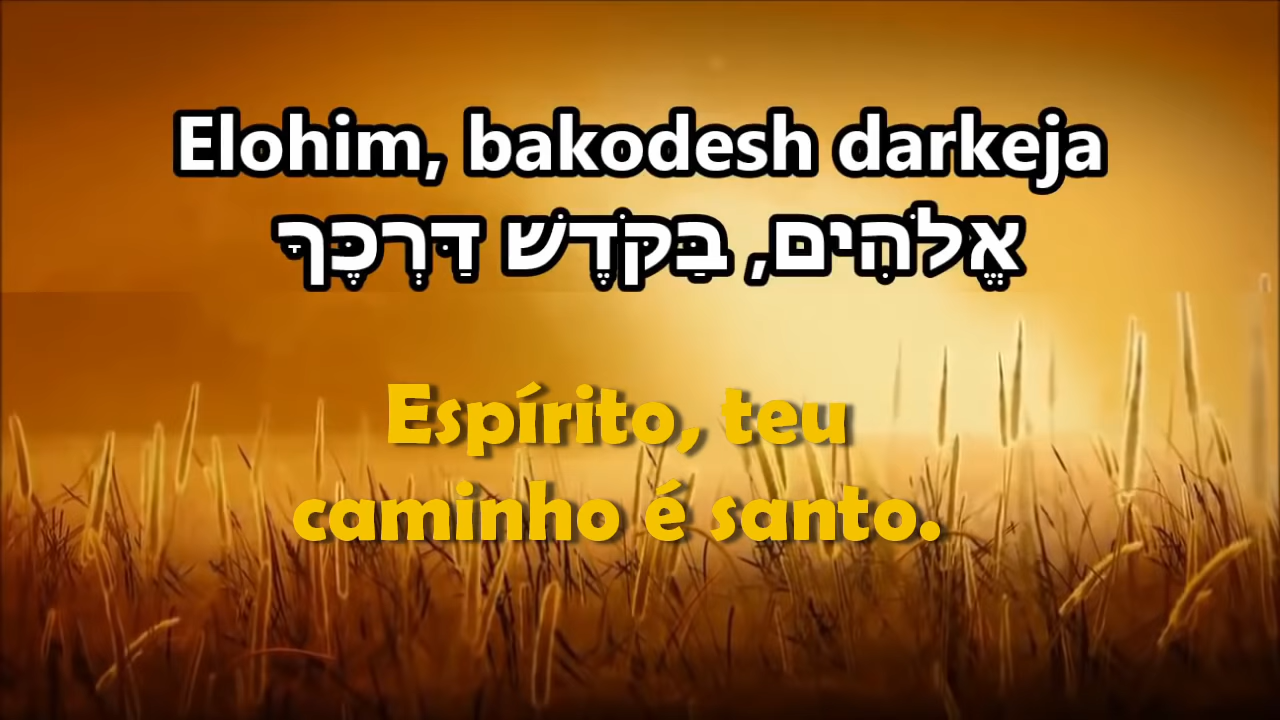 Elohim, bakodesh darkeja
אֱלֹהִים, בַּקֹּדֶשׁ דַּרְכֶּךָ
Espírito, teu
caminho é santo.